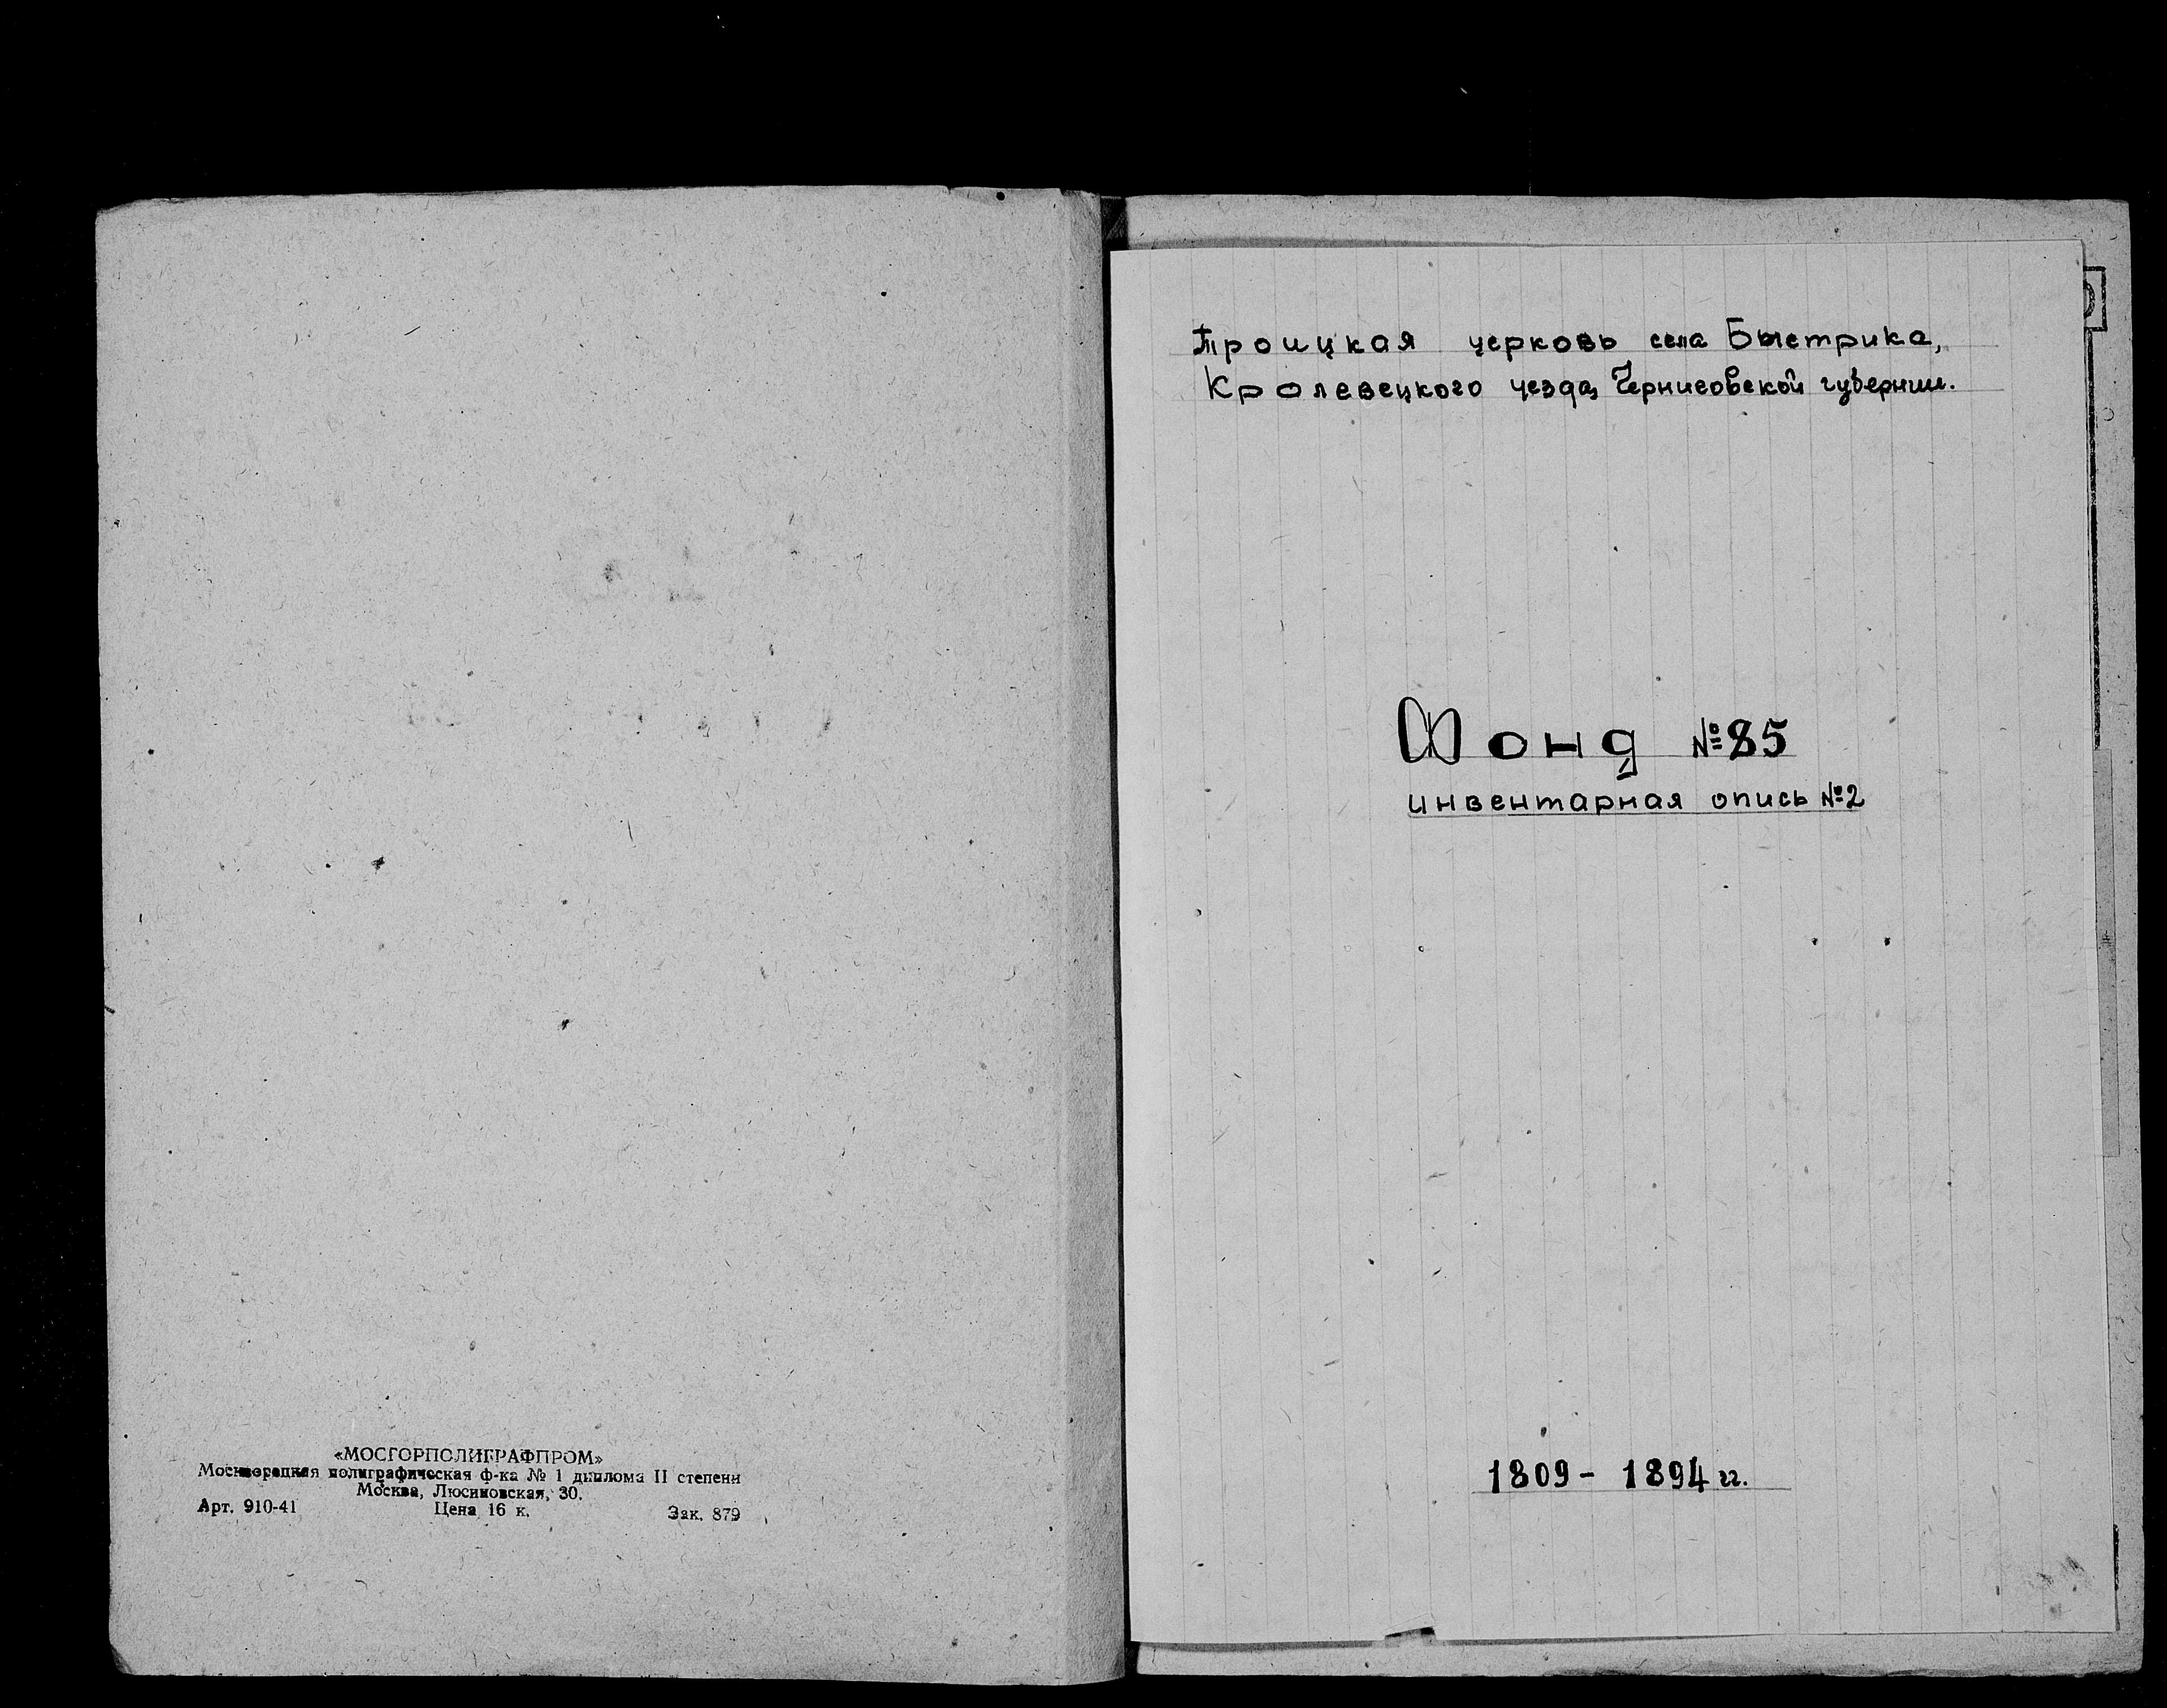 «МОСГОРПОЛИГРАФПРОМ»
Москворецкая полиграфическая ф-ка № 1 диплома II степени
Москва, Люсиновская, 30.
Арт. 910-41 Цена 16 к. Зак. 879
Троицкая церковь села Быстрика,
Кролевецкого уезда, Черниговской губернии.
Фонд №85
инвентарная опись №2
1809 - 1894 гг.